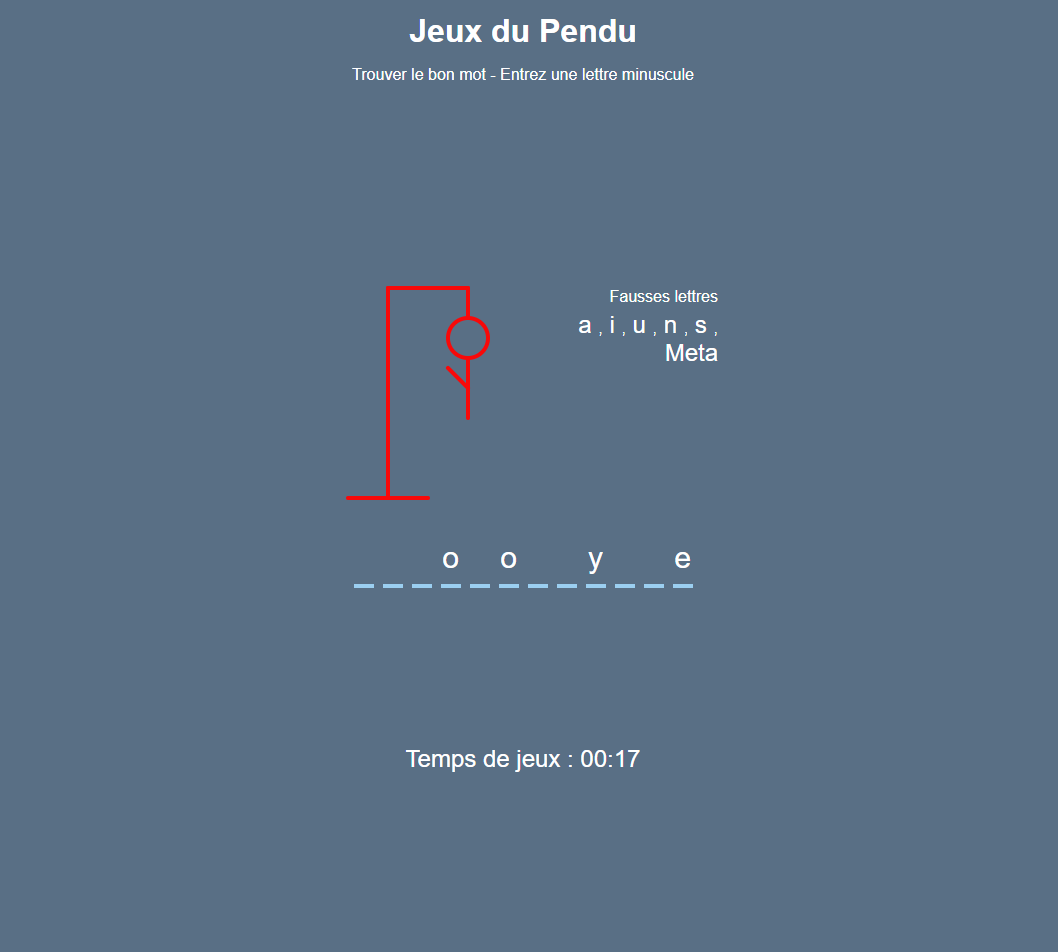 Jeux du Pendu
Trouver le bon mot - Entrez une lettre minuscule
Fausses lettres
a , i , u , n , s ,
Meta
o o y e
Temps de jeux : 00:17